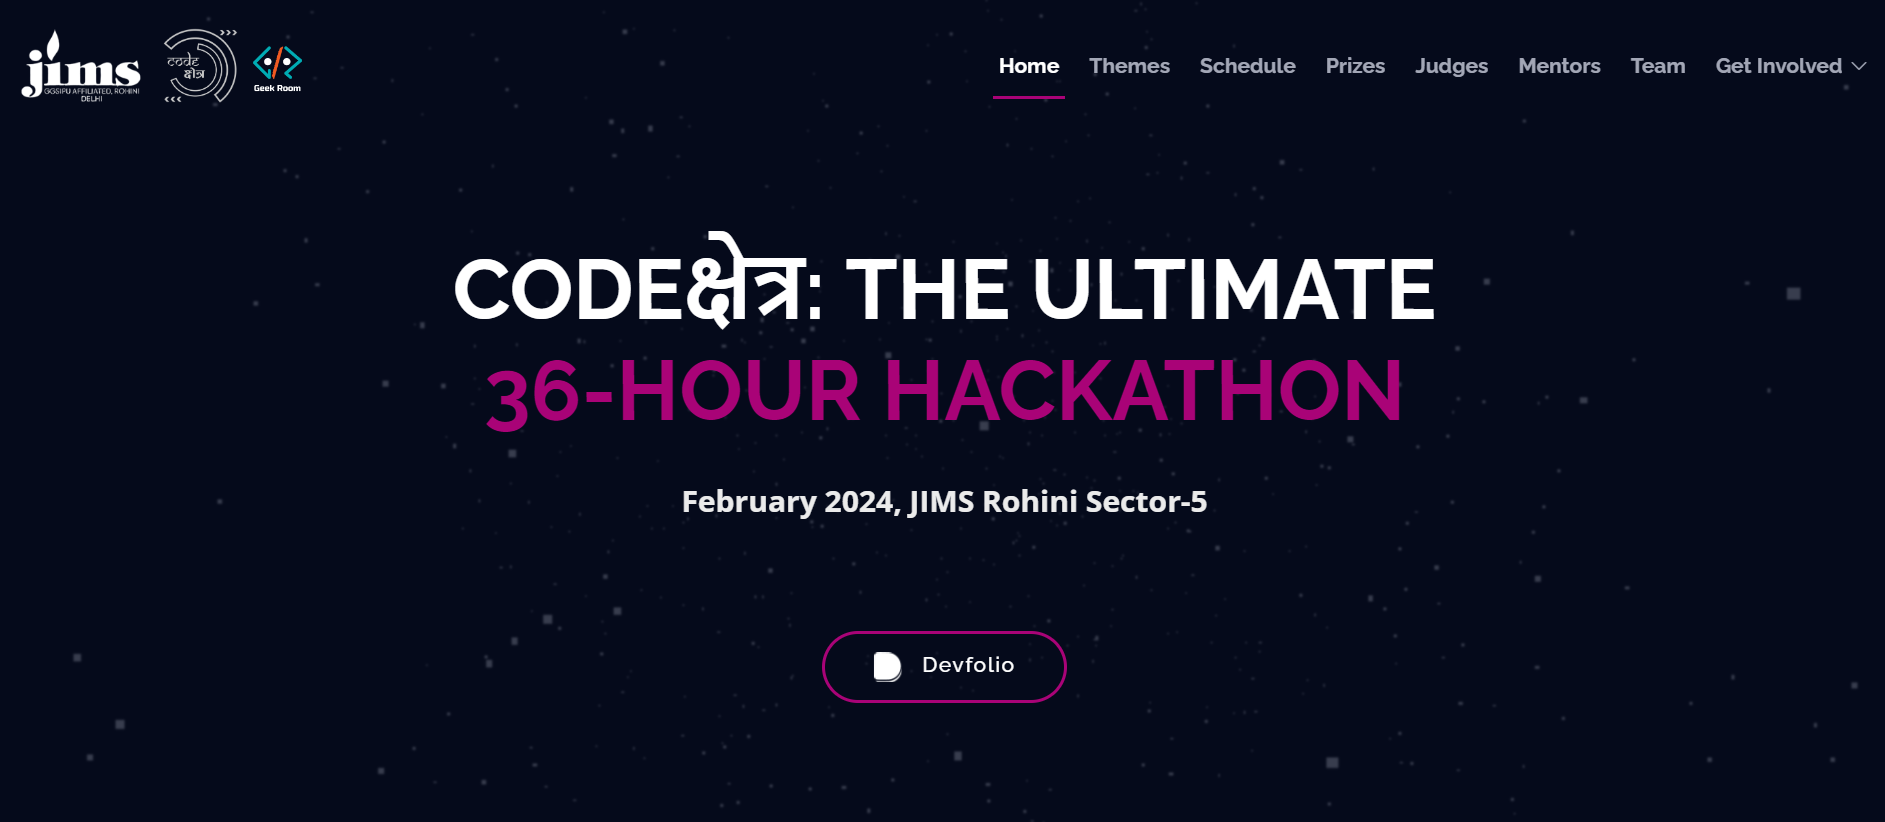 jims
GGSIPU AFFILIATED, ROHINI
DELHI
code
क्षेत्र
Geek Room
Home Themes Schedule Prizes Judges Mentors Team Get Involved
CODEक्षेत्र: THE ULTIMATE
36-HOUR HACKATHON
February 2024, JIMS Rohini Sector-5
Devfolio